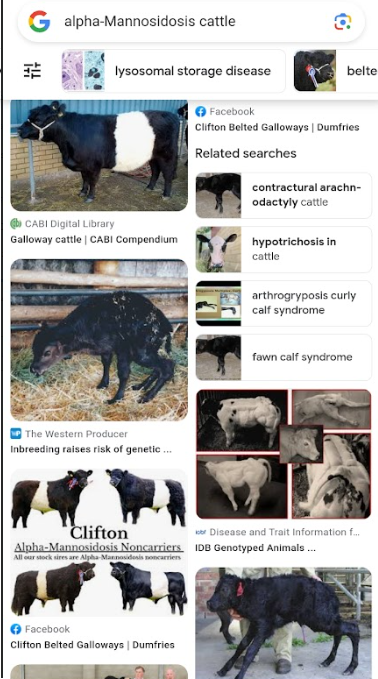 alpha-Mannosidosis cattle
lysosomal storage disease
belte
Facebook
Clifton Belted Galloways | Dumfries
Related searches
contractural arachn-
odactyly cattle
hypotrichosis in
cattle
arthrogryposis curly
calf syndrome
fawn calf syndrome
CABI Digital Library
Galloway cattle | CABI Compendium
The Western Producer
Inbreeding raises risk of genetic ...
Clifton
Alpha-Mannosidosis Noncarriers
All our stock sires are Alpha-Mannosidosis noncarriers
Facebook
Clifton Belted Galloways | Dumfries
Disease and Trait Information f...
IDB Genotyped Animals ...